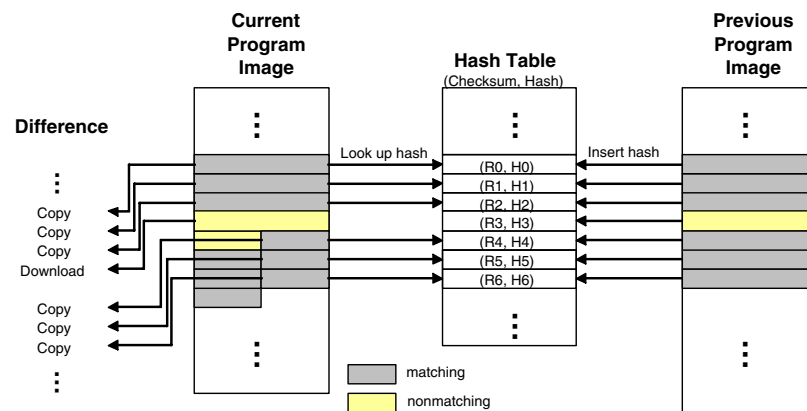 Current
Program
Image
Previous
Program
Image
Hash Table
(Checksum, Hash)
Difference
Look up hash
Insert hash
(R0, H0)
(R1, H1)
(R2, H2)
(R3, H3)
(R4, H4)
(R5, H5)
(R6, H6)
Copy
Copy
Copy
Download
Copy
Copy
Copy
matching
nonmatching